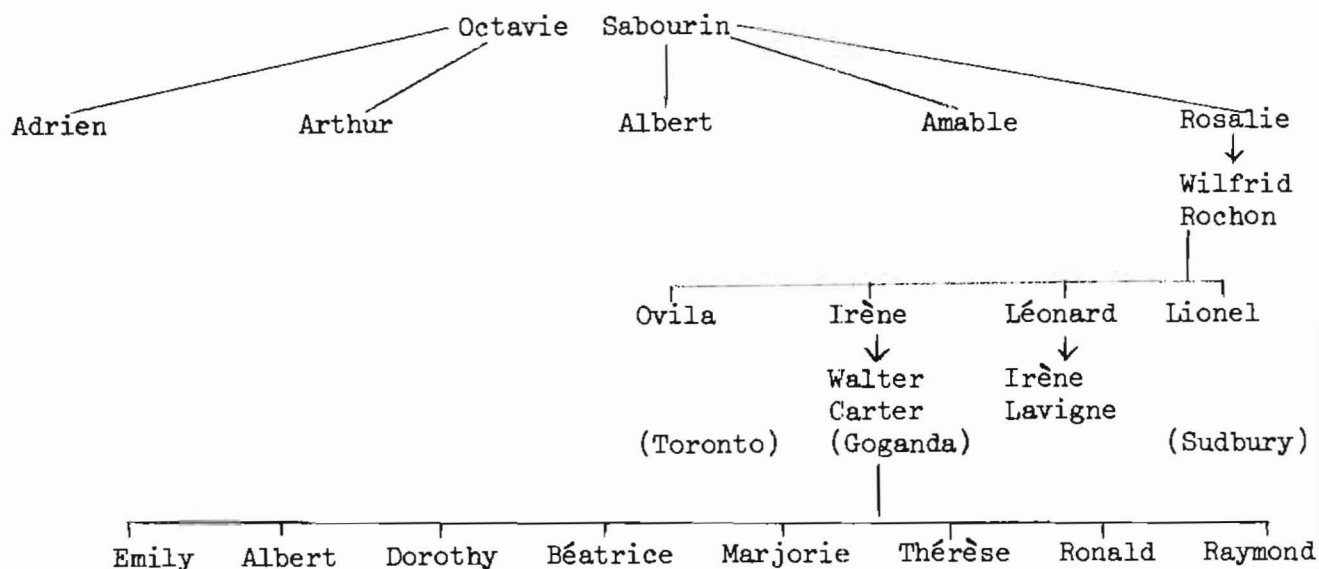 Octavie Sabourin
Adrien Arthur Albert Amable Rosalie
Wilfrid
Rochon
Ovila Irène Léonard Lionel
Walter Irène
Carter Lavigne
(Toronto) (Goganda) (Sudbury)
Emily Albert Dorothy Béatrice Marjorie Thérèse Ronald Raymond